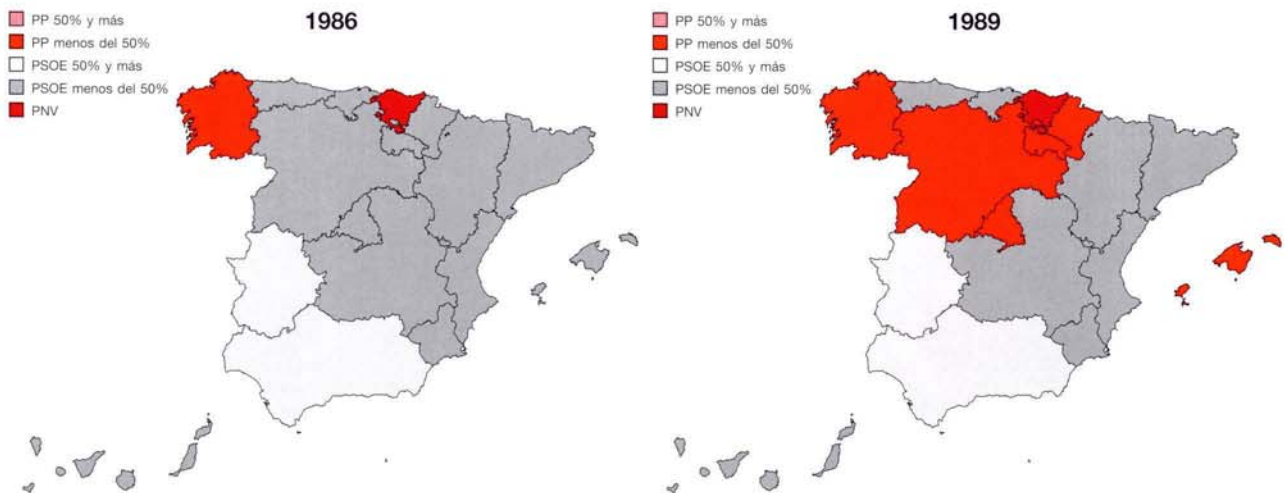 1986
PP 50% y más
PP menos del 50%
PSOE 50% y más
PSOE menos del 50%
PNV
1989
PP 50% y más
PP menos del 50%
PSOE 50% y más
PSOE menos del 50%
PNV